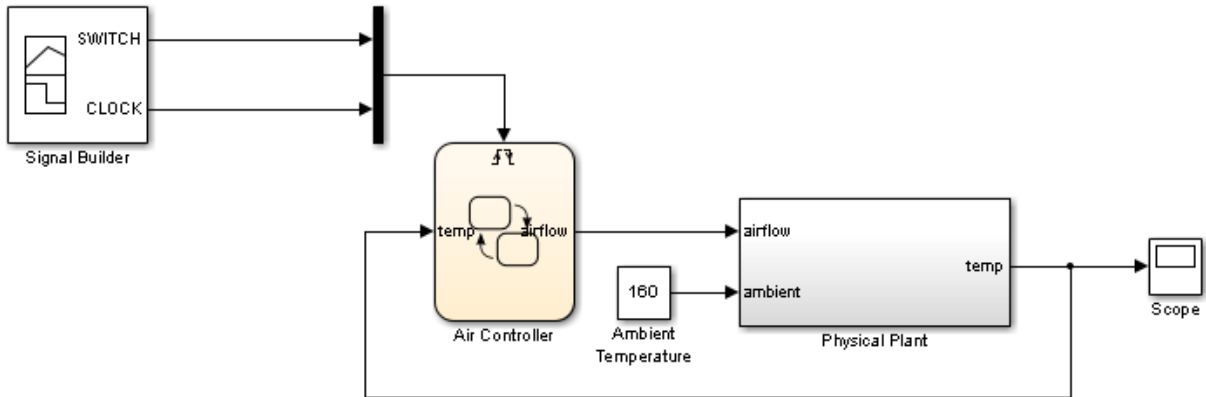 SWITCH
CLOCK
Signal Builder
temp
airflow
Air Controller
160
Ambient
Temperature
airflow
ambient
temp
Physical Plant
Scope